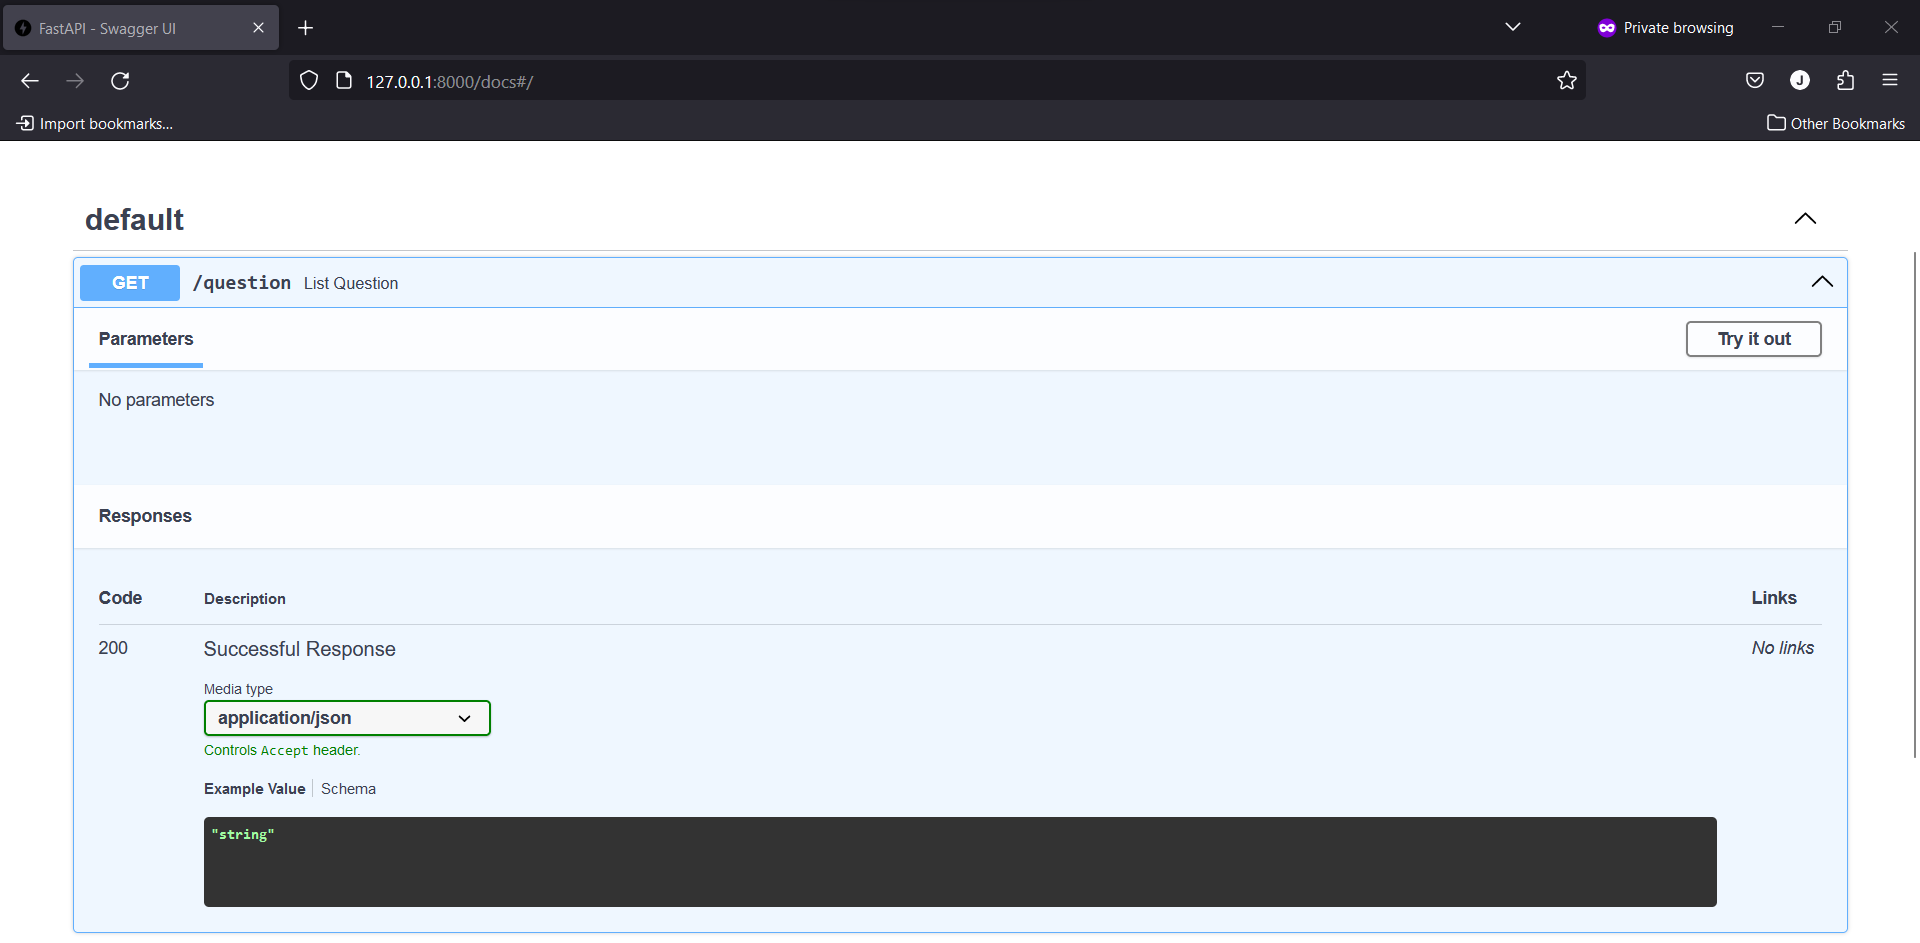 FastAPI - Swagger UI
Private browsing
127.0.0.1:8000/docs#/
J
Import bookmarks...
Other Bookmarks
default
GET /question List Question
Parameters
Try it out
No parameters
Responses
Code Description Links
200 Successful Response No links
Media type
application/json
Controls Accept header.
Example Value Schema
"string"